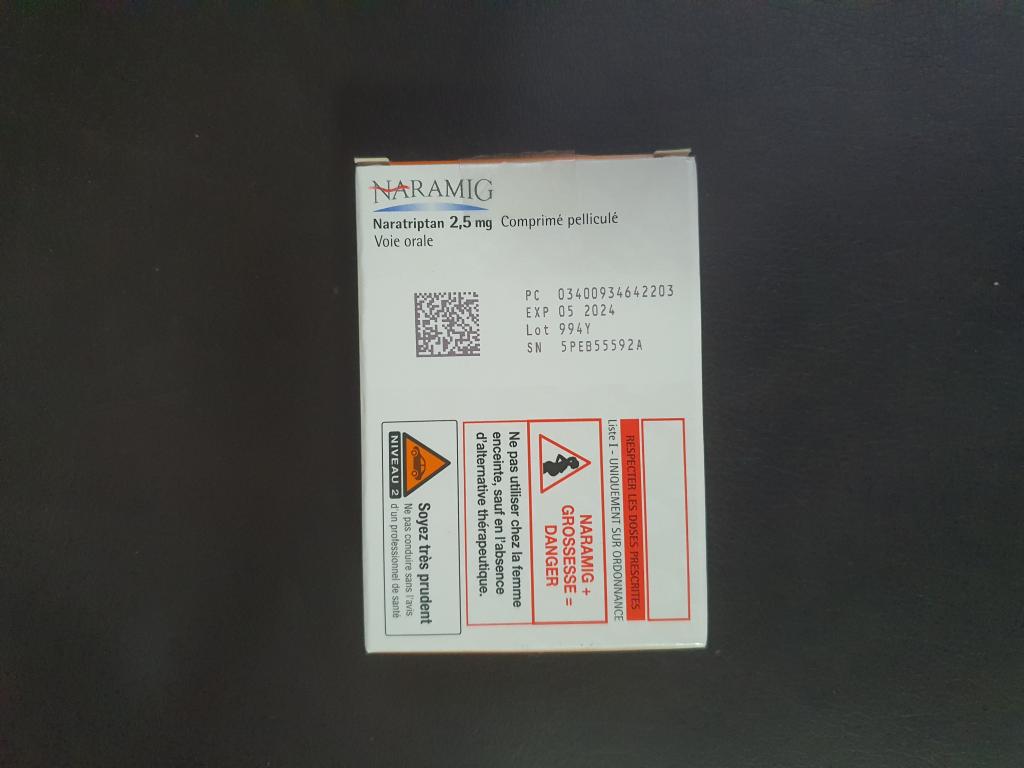 NARAMIG
Naratriptan 2,5 mg Comprimé pelliculé
Voie orale
PC 03400934642203
EXP 05 2024
Lot 994Y
SN 5PEB55592A
RESPECTER LES DOSES PRESCRITES
Liste I - UNIQUEMENT SUR ORDONNANCE
NARAMIG +
GROSSESSE =
DANGER
Ne pas utiliser chez la femme
enceinte, sauf en l'absence
d'alternative thérapeutique.
Soyez très prudent
Ne pas conduire sans l'avis
d'un professionnel de santé
NIVEAU 2